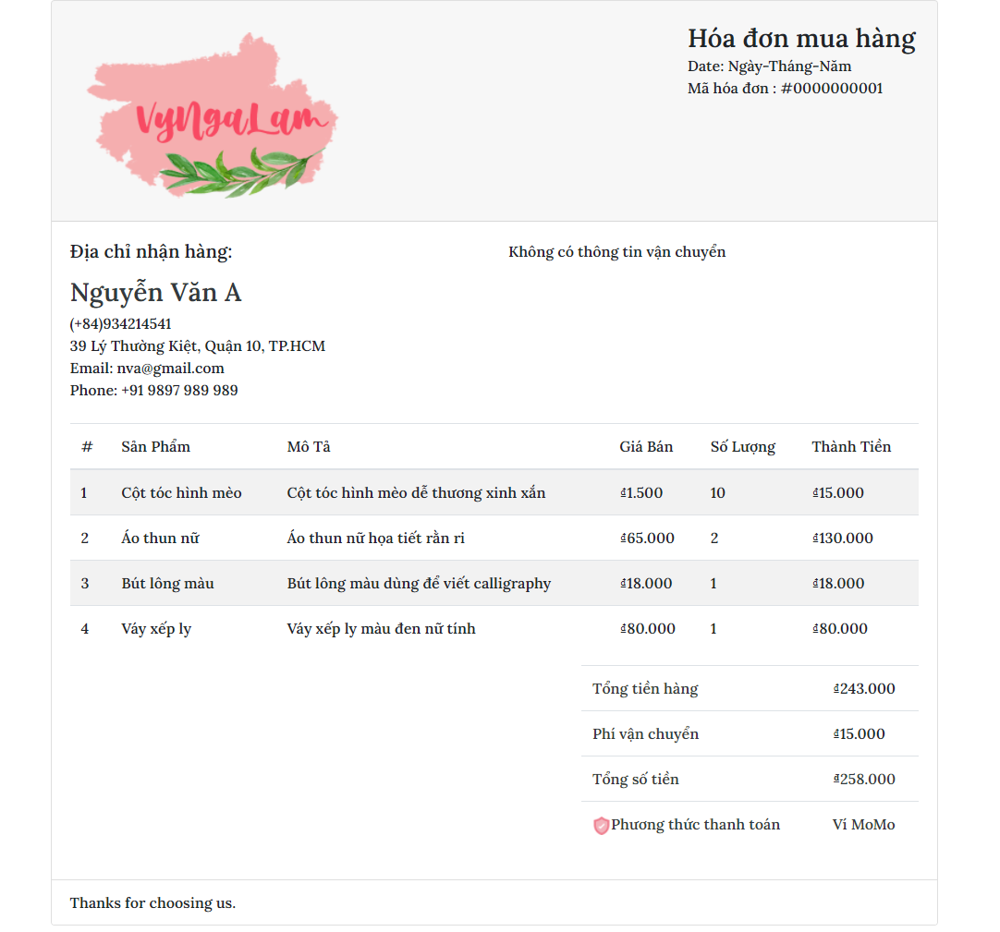 VyNgaLam
Hóa đơn mua hàng
Date: Ngày-Tháng-Năm
Mã hóa đơn : #0000000001
Địa chỉ nhận hàng:
Không có thông tin vận chuyển
Nguyễn Văn A
(+84)934214541
39 Lý Thường Kiệt, Quận 10, TP.HCM
Email: nva@gmail.com
Phone: +91 9897 989 989
# Sản Phẩm Mô Tả Giá Bán Số Lượng Thành Tiền
1 Cột tóc hình mèo Cột tóc hình mèo dễ thương xinh xắn ₫1.500 10 ₫15.000
2 Áo thun nữ Áo thun nữ họa tiết rằn ri ₫65.000 2 ₫130.000
3 Bút lông màu Bút lông màu dùng để viết calligraphy ₫18.000 1 ₫18.000
4 Váy xếp ly Váy xếp ly màu đen nữ tính ₫80.000 1 ₫80.000
Tổng tiền hàng ₫243.000
Phí vận chuyển ₫15.000
Tổng số tiền ₫258.000
Phương thức thanh toán Ví MoMo
Thanks for choosing us.